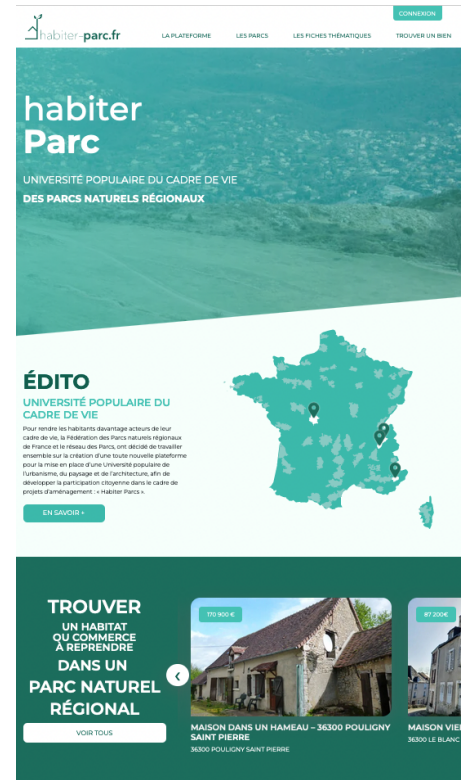 CONNEXION
habiter-parc.fr
LA PLATEFORME
LES PARCS
LES FICHES THÉMATIQUES
TROUVER UN BIEN
habiter
Parc
UNIVERSITÉ POPULAIRE DU CADRE DE VIE
DES PARCS NATURELS RÉGIONAUX
ÉDITO
UNIVERSITÉ POPULAIRE DU
CADRE DE VIE
Pour rendre les habitants davantage acteurs de leur
cadre de vie, la Fédération des Parcs naturels régionaux
de France et le réseau des Parcs, ont décidé de travailler
ensemble sur la création d'une toute nouvelle plateforme
pour la mise en place d'une Université populaire de
l'urbanisme, du paysage et de l'architecture, afin de
développer la participation citoyenne dans le cadre de
projets d'aménagement : « Habiter Parcs ».
EN SAVOIR +
TROUVER
UN HABITAT
OU COMMERCE
À REPRENDRE
DANS UN
PARC NATUREL
RÉGIONAL
VOIR TOUS
170 900 €
MAISON DANS UN HAMEAU – 36300 POULIGNY
SAINT PIERRE
36300 POULIGNY SAINT PIERRE
87 200€
MAISON VIE
36300 LE BLANC